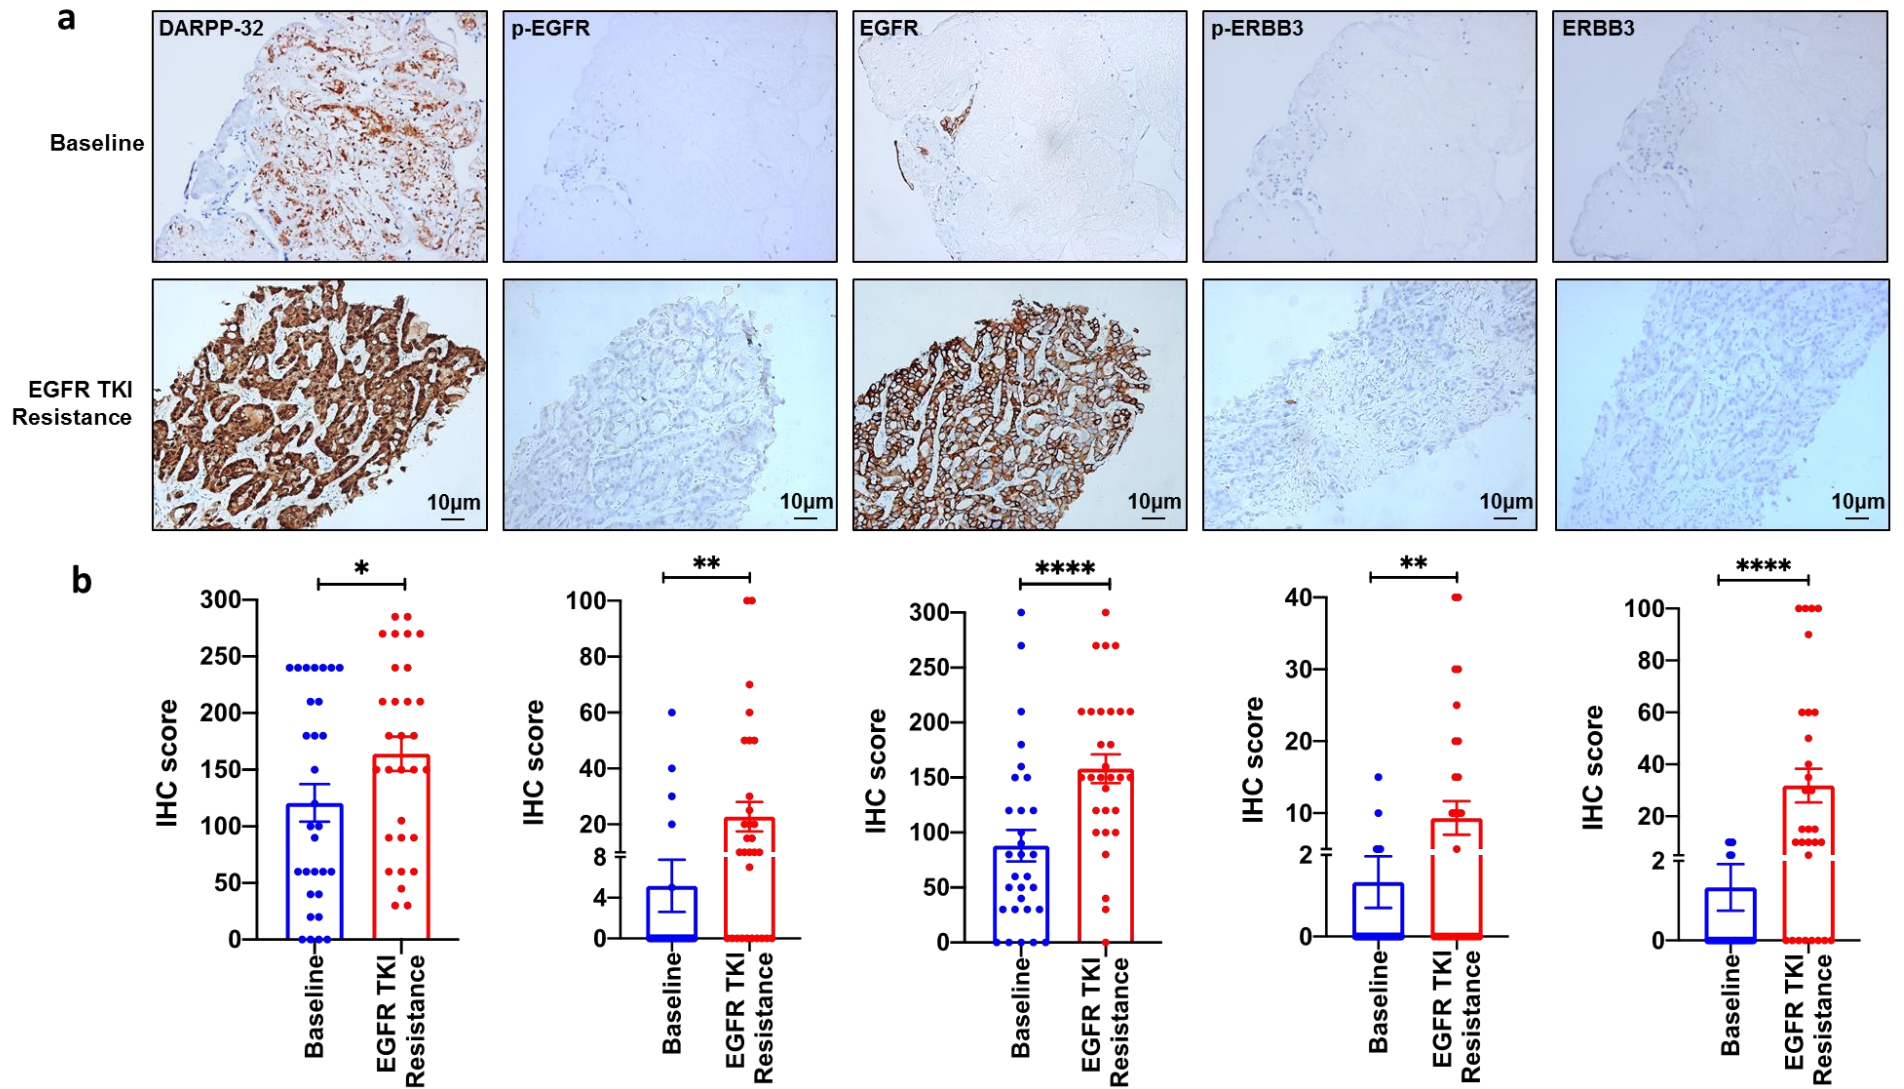 a
DARPP-32
p-EGFR
EGFR
p-ERBB3
ERBB3
Baseline
EGFR TKI
Resistance
10µm
10µm
10µm
10µm
10µm
b
*
**
****
**
****
IHC score
300
250
200
150
100
50
0
Baseline
EGFR TKI
Resistance
IHC score
100
80
60
40
20
8
4
0
Baseline
EGFR TKI
Resistance
IHC score
300
250
200
150
100
50
0
Baseline
EGFR TKI
Resistance
IHC score
40
30
20
10
2
0
Baseline
EGFR TKI
Resistance
IHC score
100
80
60
40
20
2
0
Baseline
EGFR TKI
Resistance